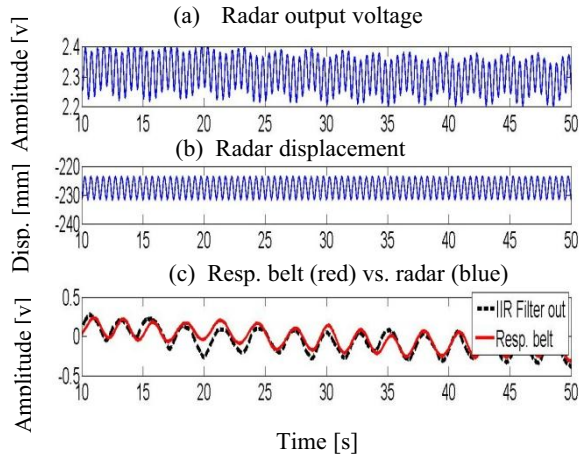 (a) Radar output voltage
Amplitude [v]
2.4
2.3
2.2
10 15 20 25 30 35 40 45 50
(b) Radar displacement
Disp. [mm]
-220
-230
-240
10 15 20 25 30 35 40 45 50
(c) Resp. belt (red) vs. radar (blue)
Amplitude [v]
0.5
0
-0.5
IIR Filter out
Resp. belt
10 15 20 25 30 35 40 45 50
Time [s]